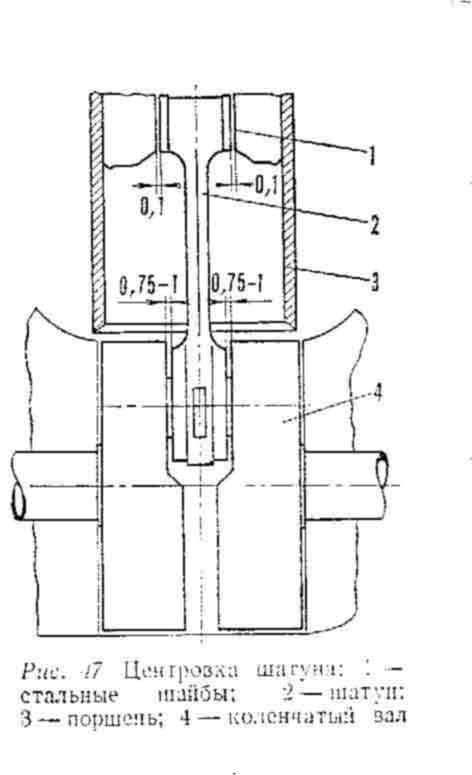 1
0,1
0,1
2
0,75-1
0,75-1
3
4
Рис. 47 Центровка шатуна: 1 —
стальные шайбы; 2 — шатун;
3 — поршень; 4 — коленчатый вал